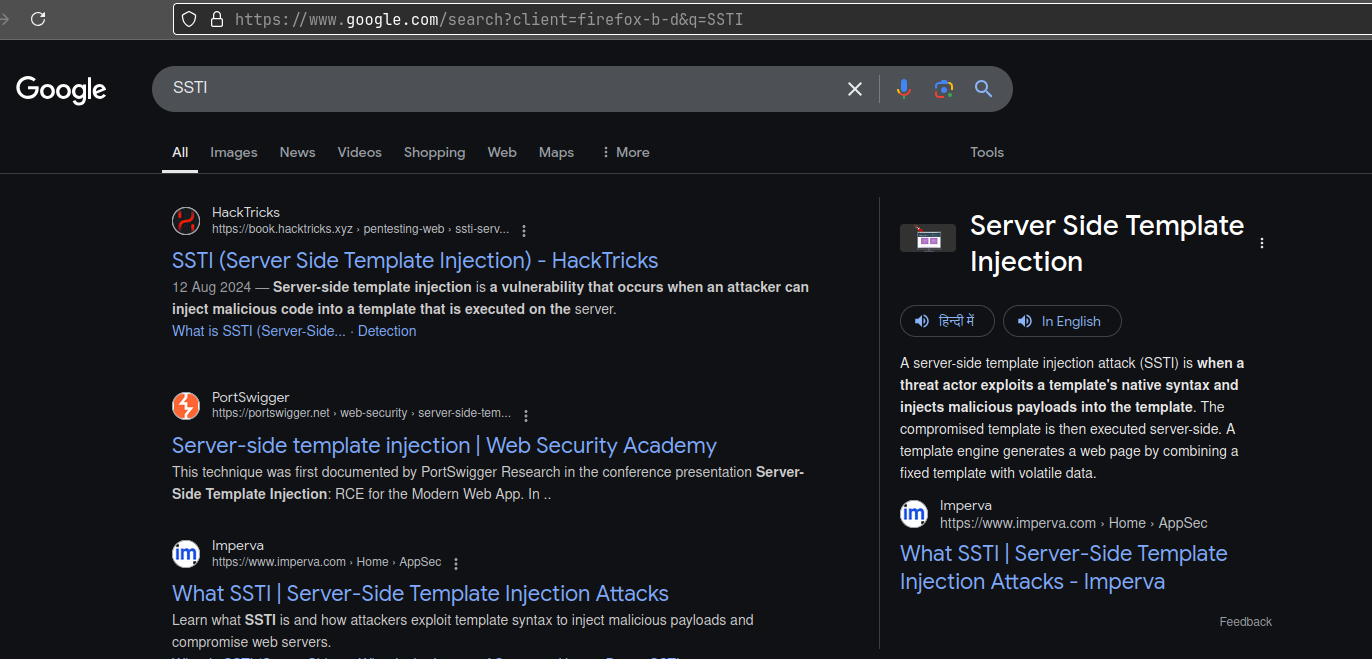 https://www.google.com/search?client=firefox-b-d&q=SSTI
Google
SSTI
All Images News Videos Shopping Web Maps More Tools
HackTricks
https://book.hacktricks.xyz › pentesting-web › ssti-serv...
SSTI (Server Side Template Injection) - HackTricks
12 Aug 2024 — Server-side template injection is a vulnerability that occurs when an attacker can
inject malicious code into a template that is executed on the server.
What is SSTI (Server-Side... · Detection
PortSwigger
https://portswigger.net › web-security › server-side-tem...
Server-side template injection | Web Security Academy
This technique was first documented by PortSwigger Research in the conference presentation Server-
Side Template Injection: RCE for the Modern Web App. In ..
Imperva
https://www.imperva.com › Home › AppSec
What SSTI | Server-Side Template Injection Attacks
Learn what SSTI is and how attackers exploit template syntax to inject malicious payloads and
compromise web servers.
Server Side Template
Injection
हिन्दी में In English
A server-side template injection attack (SSTI) is when a
threat actor exploits a template's native syntax and
injects malicious payloads into the template. The
compromised template is then executed server-side. A
template engine generates a web page by combining a
fixed template with volatile data.
im Imperva
https://www.imperva.com › Home › AppSec
What SSTI | Server-Side Template
Injection Attacks - Imperva
Feedback